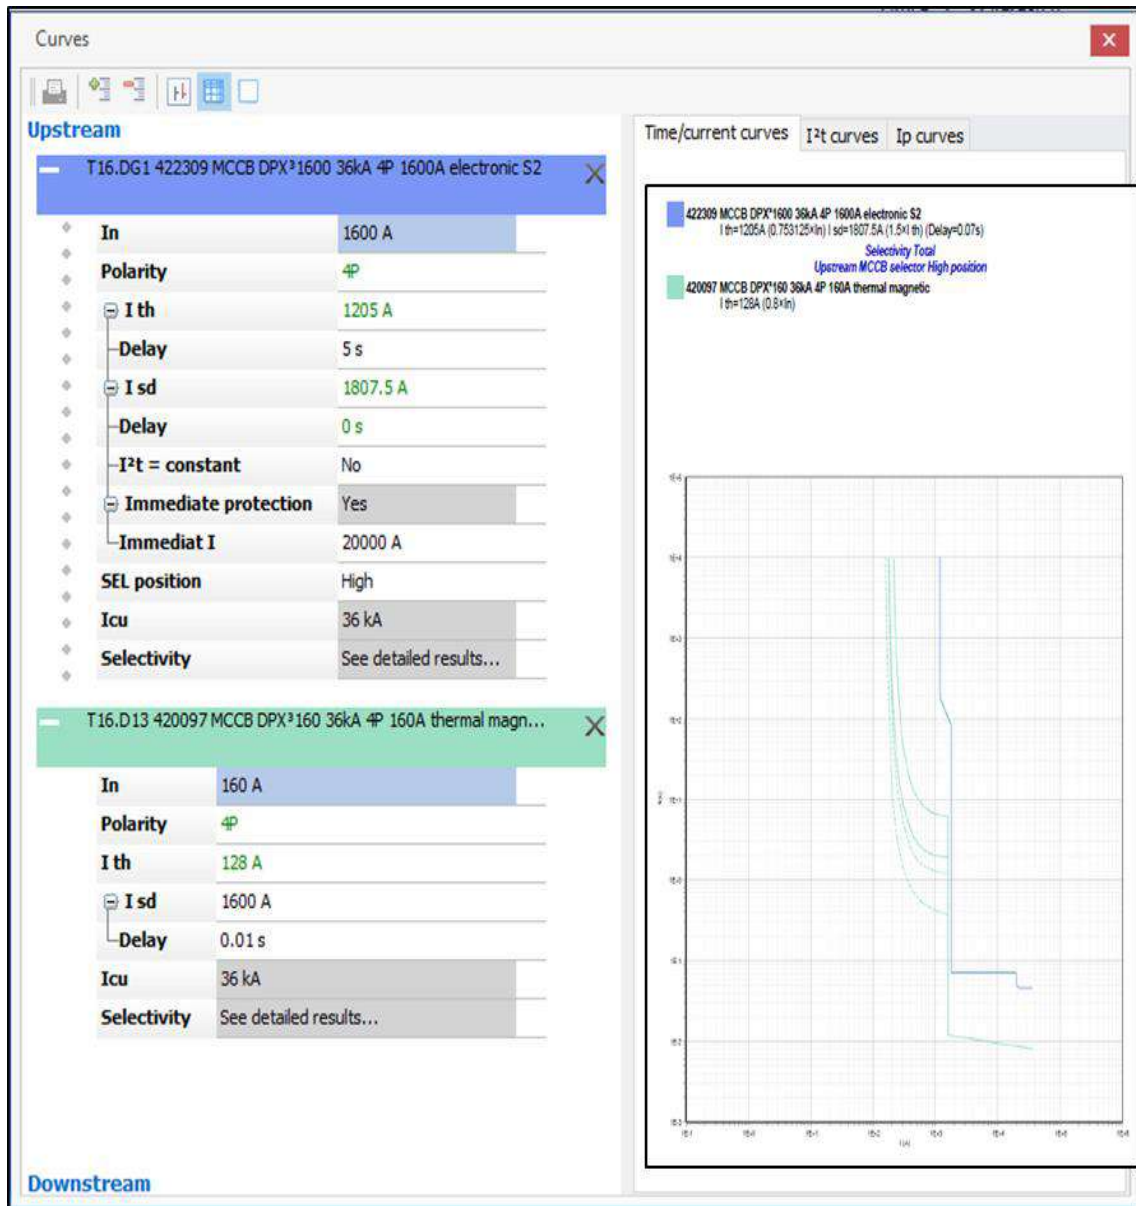 Curves
Upstream
T16.DG1 422309 MCCB DPX³1600 36kA 4P 1600A electronic S2
In 1600 A
Polarity 4P
I th 1205 A
Delay 5 s
I sd 1807.5 A
Delay 0 s
I²t = constant No
Immediate protection Yes
Immediat I 20000 A
SEL position High
Icu 36 kA
Selectivity See detailed results...
T16.D13 420097 MCCB DPX³160 36kA 4P 160A thermal magn...
In 160 A
Polarity 4P
I th 128 A
I sd 1600 A
Delay 0.01 s
Icu 36 kA
Selectivity See detailed results...
Downstream
Time/current curves I²t curves Ip curves
422309 MCCB DPX³1600 36kA 4P 1600A electronic S2
I th=1205A (0.753125×In) I sd=1807.5A (1.5×I th) (Delay=0.07s)
Selectivity Total
Upstream MCCB selector High position
420097 MCCB DPX³160 36kA 4P 160A thermal magnetic
I th=128A (0.8×In)